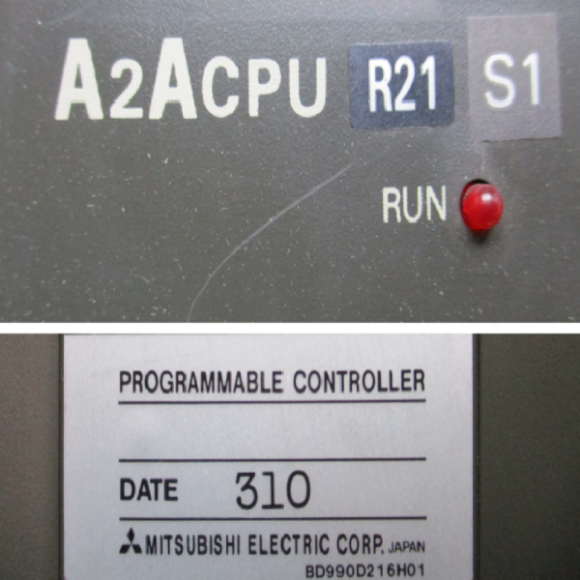 A2ACPU R21 S1
RUN
PROGRAMMABLE CONTROLLER
DATE 310
MITSUBISHI ELECTRIC CORP. JAPAN
BD990D216H01